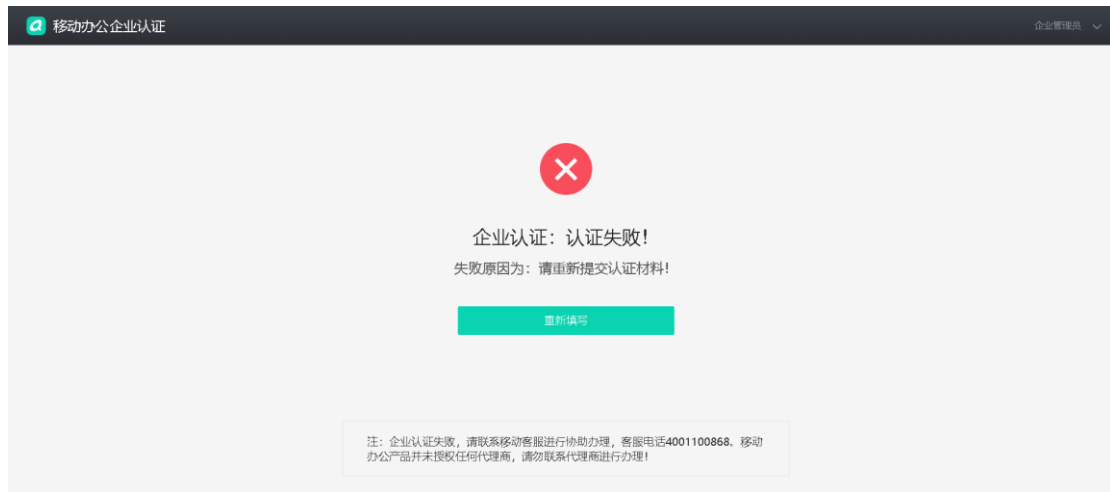 移动办公企业认证
企业管理员
企业认证：认证失败！
失败原因为：请重新提交认证材料！
重新填写
注：企业认证失败，请联系移动客服进行协助办理，客服电话4001100868。移动
办公产品并未授权任何代理商，请勿联系代理商进行办理！